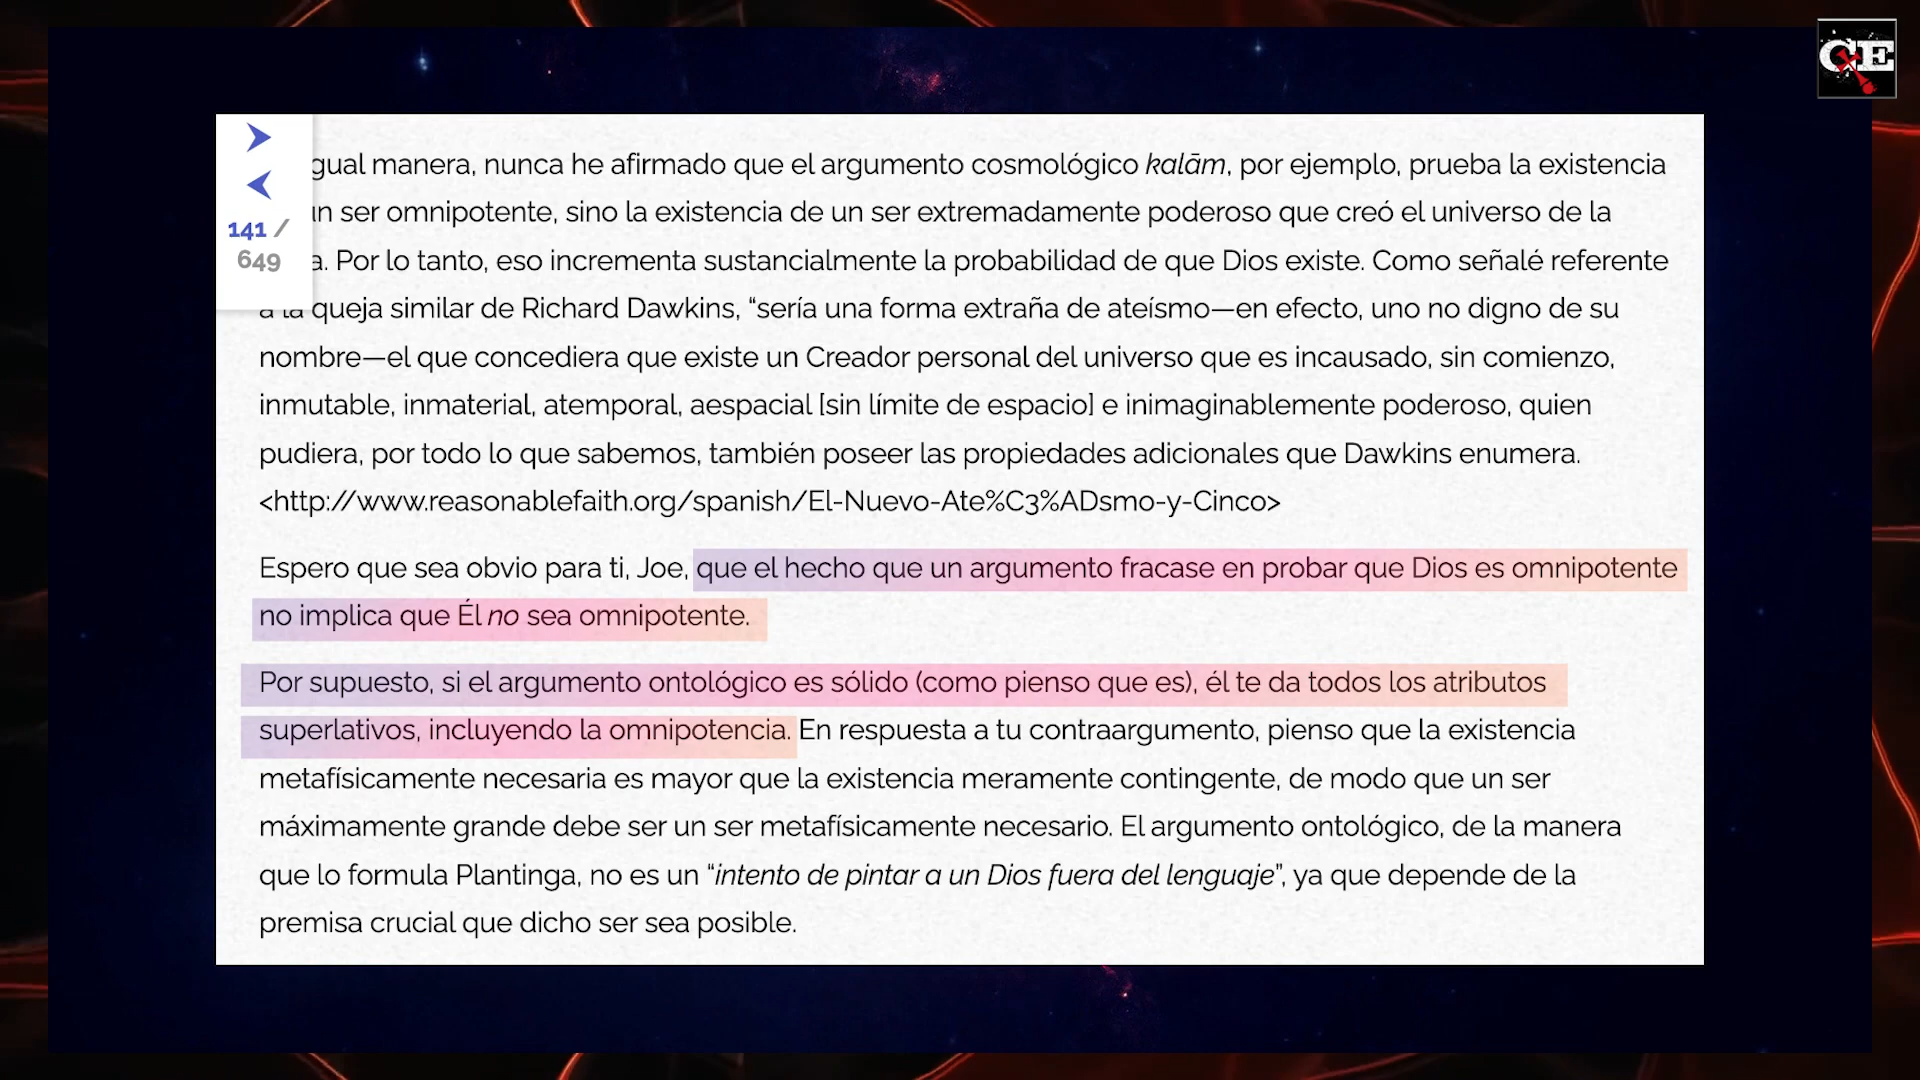 CE
141 /
649
gual manera, nunca he afirmado que el argumento cosmológico kalām, por ejemplo, prueba la existencia
un ser omnipotente, sino la existencia de un ser extremadamente poderoso que creó el universo de la
a. Por lo tanto, eso incrementa sustancialmente la probabilidad de que Dios existe. Como señalé referente
a la queja similar de Richard Dawkins, “sería una forma extraña de ateísmo—en efecto, uno no digno de su
nombre—el que concediera que existe un Creador personal del universo que es incausado, sin comienzo,
inmutable, inmaterial, atemporal, aespacial [sin límite de espacio] e inimaginablemente poderoso, quien
pudiera, por todo lo que sabemos, también poseer las propiedades adicionales que Dawkins enumera.
<http://www.reasonablefaith.org/spanish/El-Nuevo-Ate%C3%ADsmo-y-Cinco>
Espero que sea obvio para ti, Joe, que el hecho que un argumento fracase en probar que Dios es omnipotente
no implica que Él no sea omnipotente.
Por supuesto, si el argumento ontológico es sólido (como pienso que es), él te da todos los atributos
superlativos, incluyendo la omnipotencia. En respuesta a tu contraargumento, pienso que la existencia
metafísicamente necesaria es mayor que la existencia meramente contingente, de modo que un ser
máximamente grande debe ser un ser metafísicamente necesario. El argumento ontológico, de la manera
que lo formula Plantinga, no es un “intento de pintar a un Dios fuera del lenguaje”, ya que depende de la
premisa crucial que dicho ser sea posible.